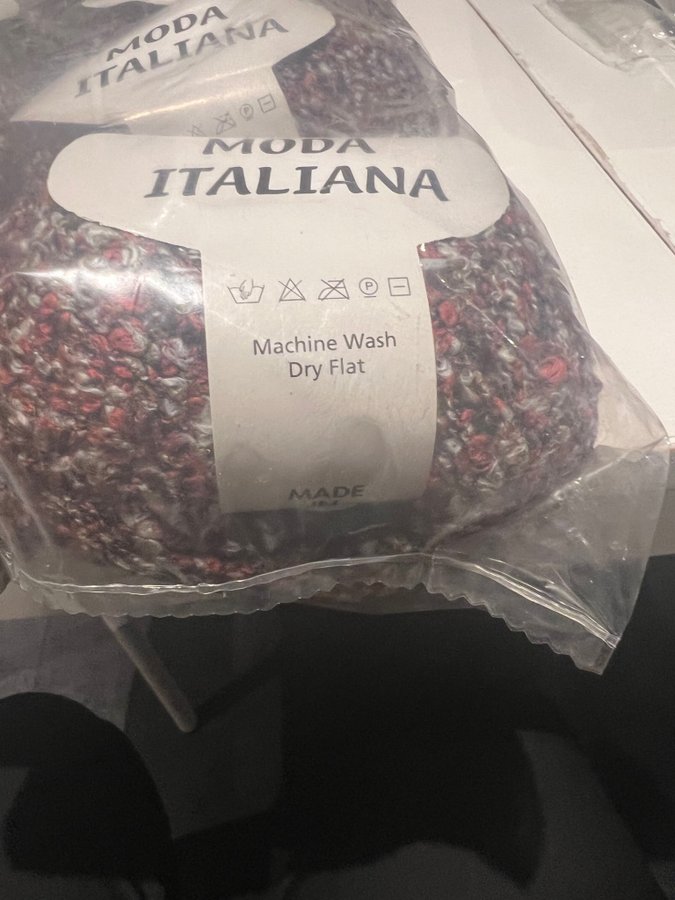 MODA
ITALIANA
P
MODA
ITALIANA
P
Machine Wash
Dry Flat
MADE